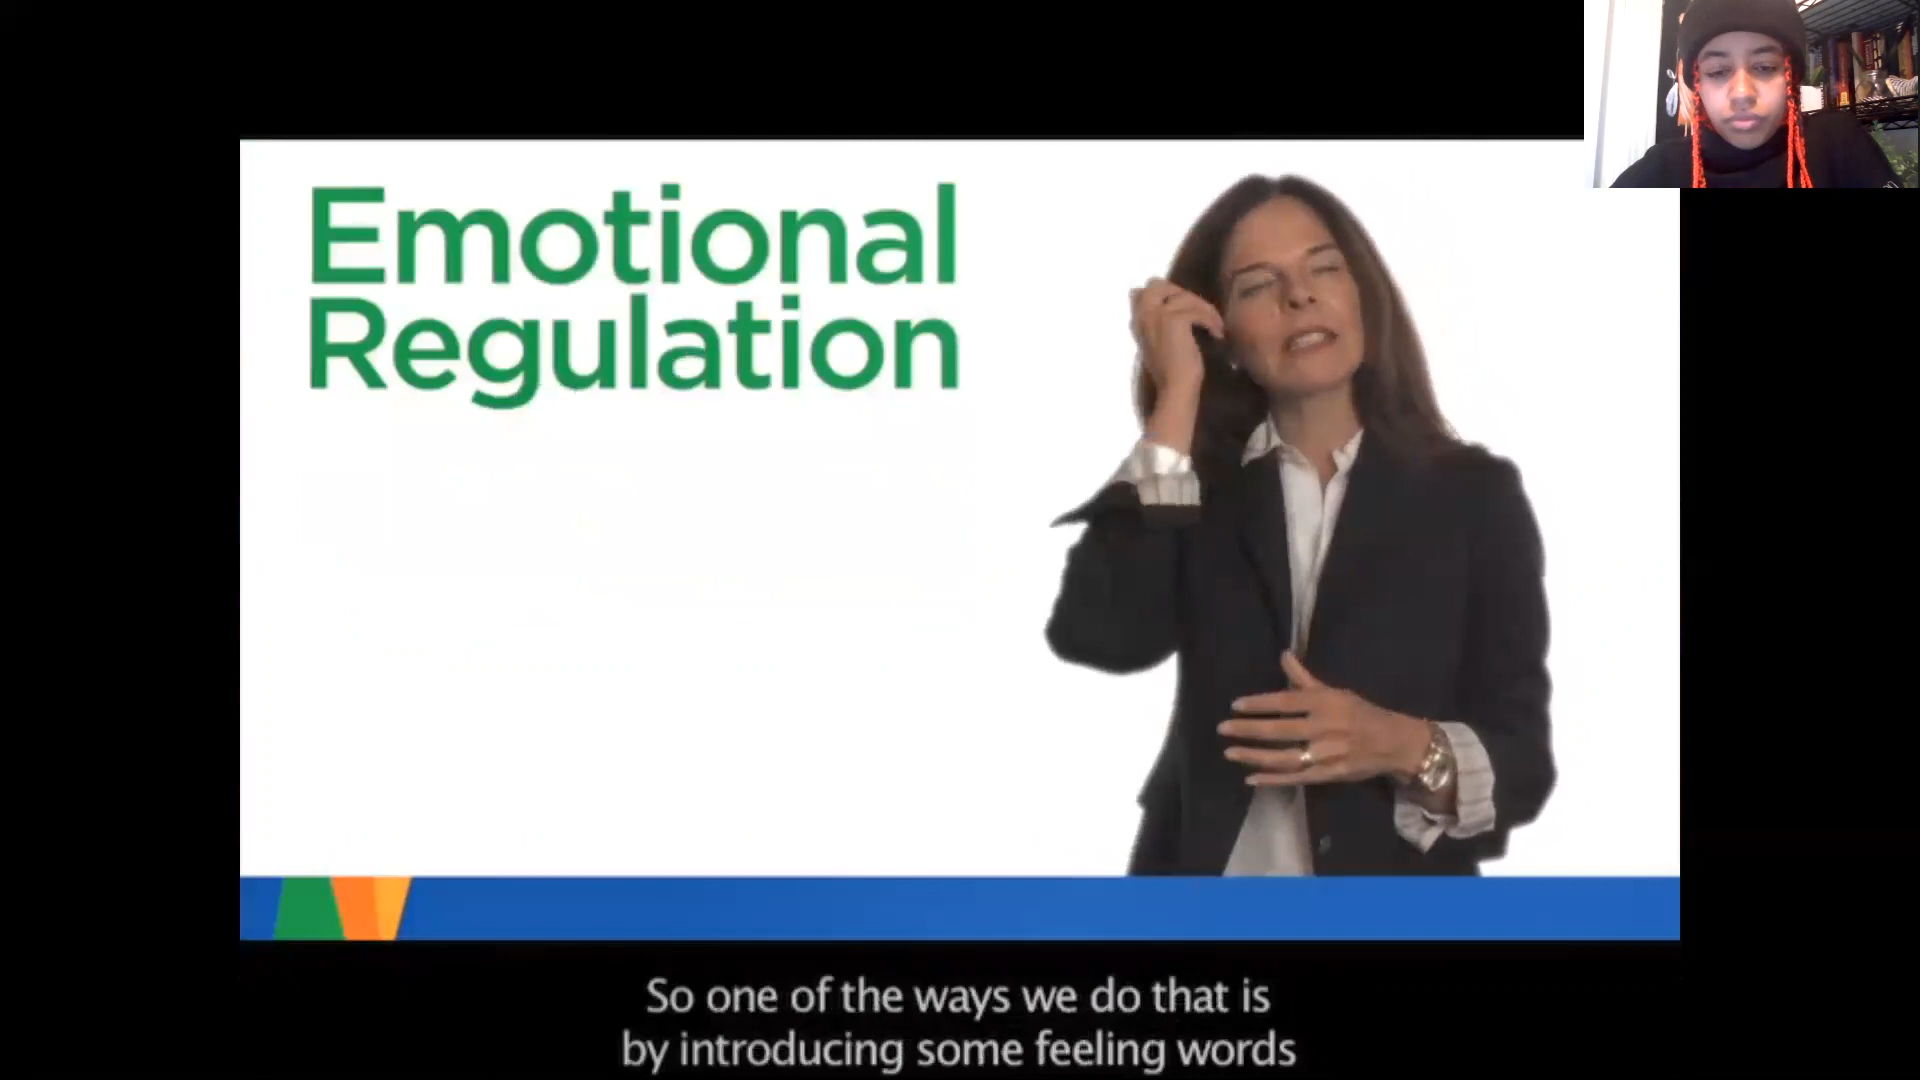 Emotional
Regulation
So one of the ways we do that is
by introducing some feeling words